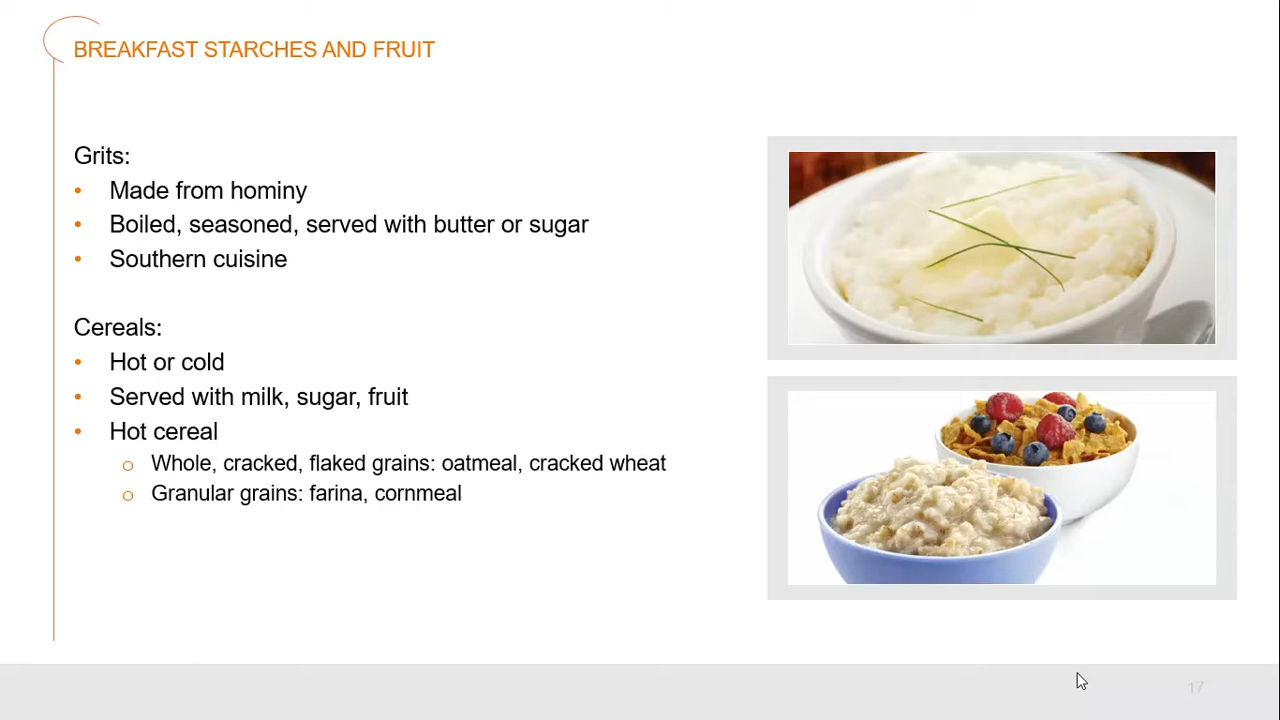 BREAKFAST STARCHES AND FRUIT
Grits:
• Made from hominy
• Boiled, seasoned, served with butter or sugar
• Southern cuisine
Cereals:
• Hot or cold
• Served with milk, sugar, fruit
• Hot cereal
o Whole, cracked, flaked grains: oatmeal, cracked wheat
o Granular grains: farina, cornmeal
17